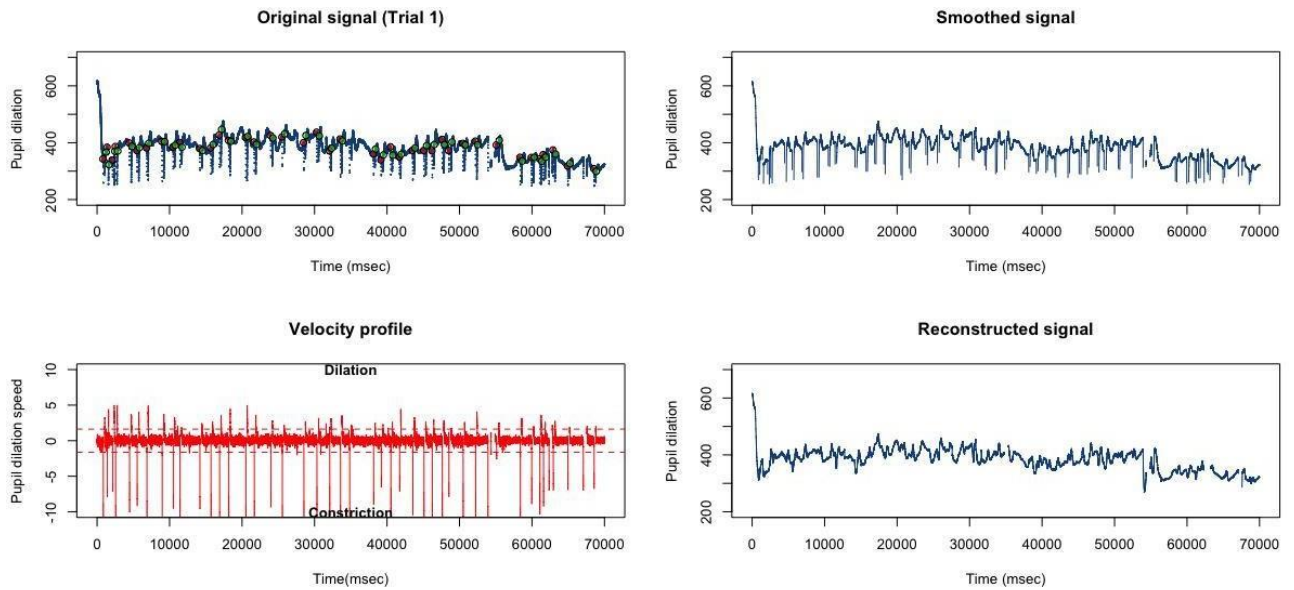 Original signal (Trial 1)
Pupil dilation
600
400
200
0 10000 20000 30000 40000 50000 60000 70000
Time (msec)
Smoothed signal
Pupil dilation
600
400
200
0 10000 20000 30000 40000 50000 60000 70000
Time (msec)
Velocity profile
Pupil dilation speed
10
5
0
-5
-10
Dilation
Constriction
0 10000 20000 30000 40000 50000 60000 70000
Time(msec)
Reconstructed signal
Pupil dilation
600
400
200
0 10000 20000 30000 40000 50000 60000 70000
Time (msec)